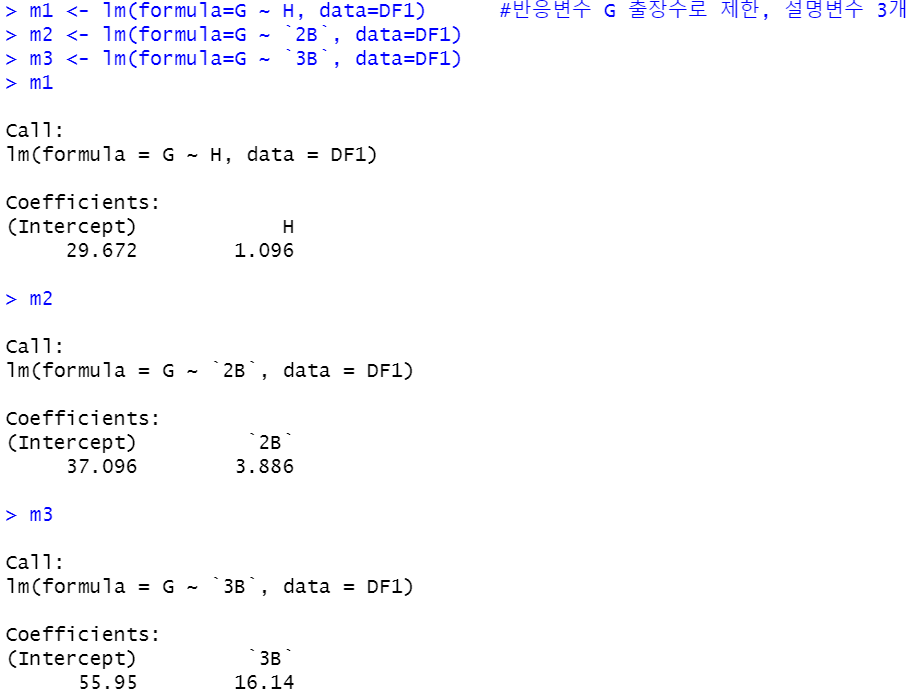 > m1 <- lm(formula=G ~ H, data=DF1)      #반응변수 G 출장수로 제한, 설명변수 3개
> m2 <- lm(formula=G ~ `2B`, data=DF1)
> m3 <- lm(formula=G ~ `3B`, data=DF1)
> m1
Call:
lm(formula = G ~ H, data = DF1)
Coefficients:
(Intercept)            H
     29.672        1.096
> m2
Call:
lm(formula = G ~ `2B`, data = DF1)
Coefficients:
(Intercept)         `2B`
     37.096        3.886
> m3
Call:
lm(formula = G ~ `3B`, data = DF1)
Coefficients:
(Intercept)         `3B`
      55.95        16.14